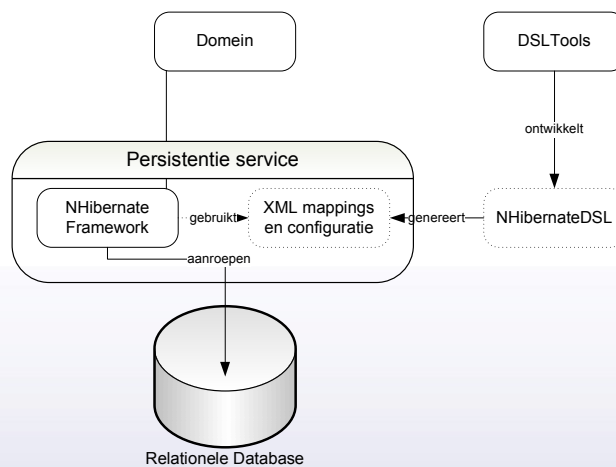 Domein
DSLTools
ontwikkelt
Persistentie service
NHibernate
Framework
gebruikt
XML mappings
en configuratie
genereert
NHibernateDSL
aanroepen
Relationele Database